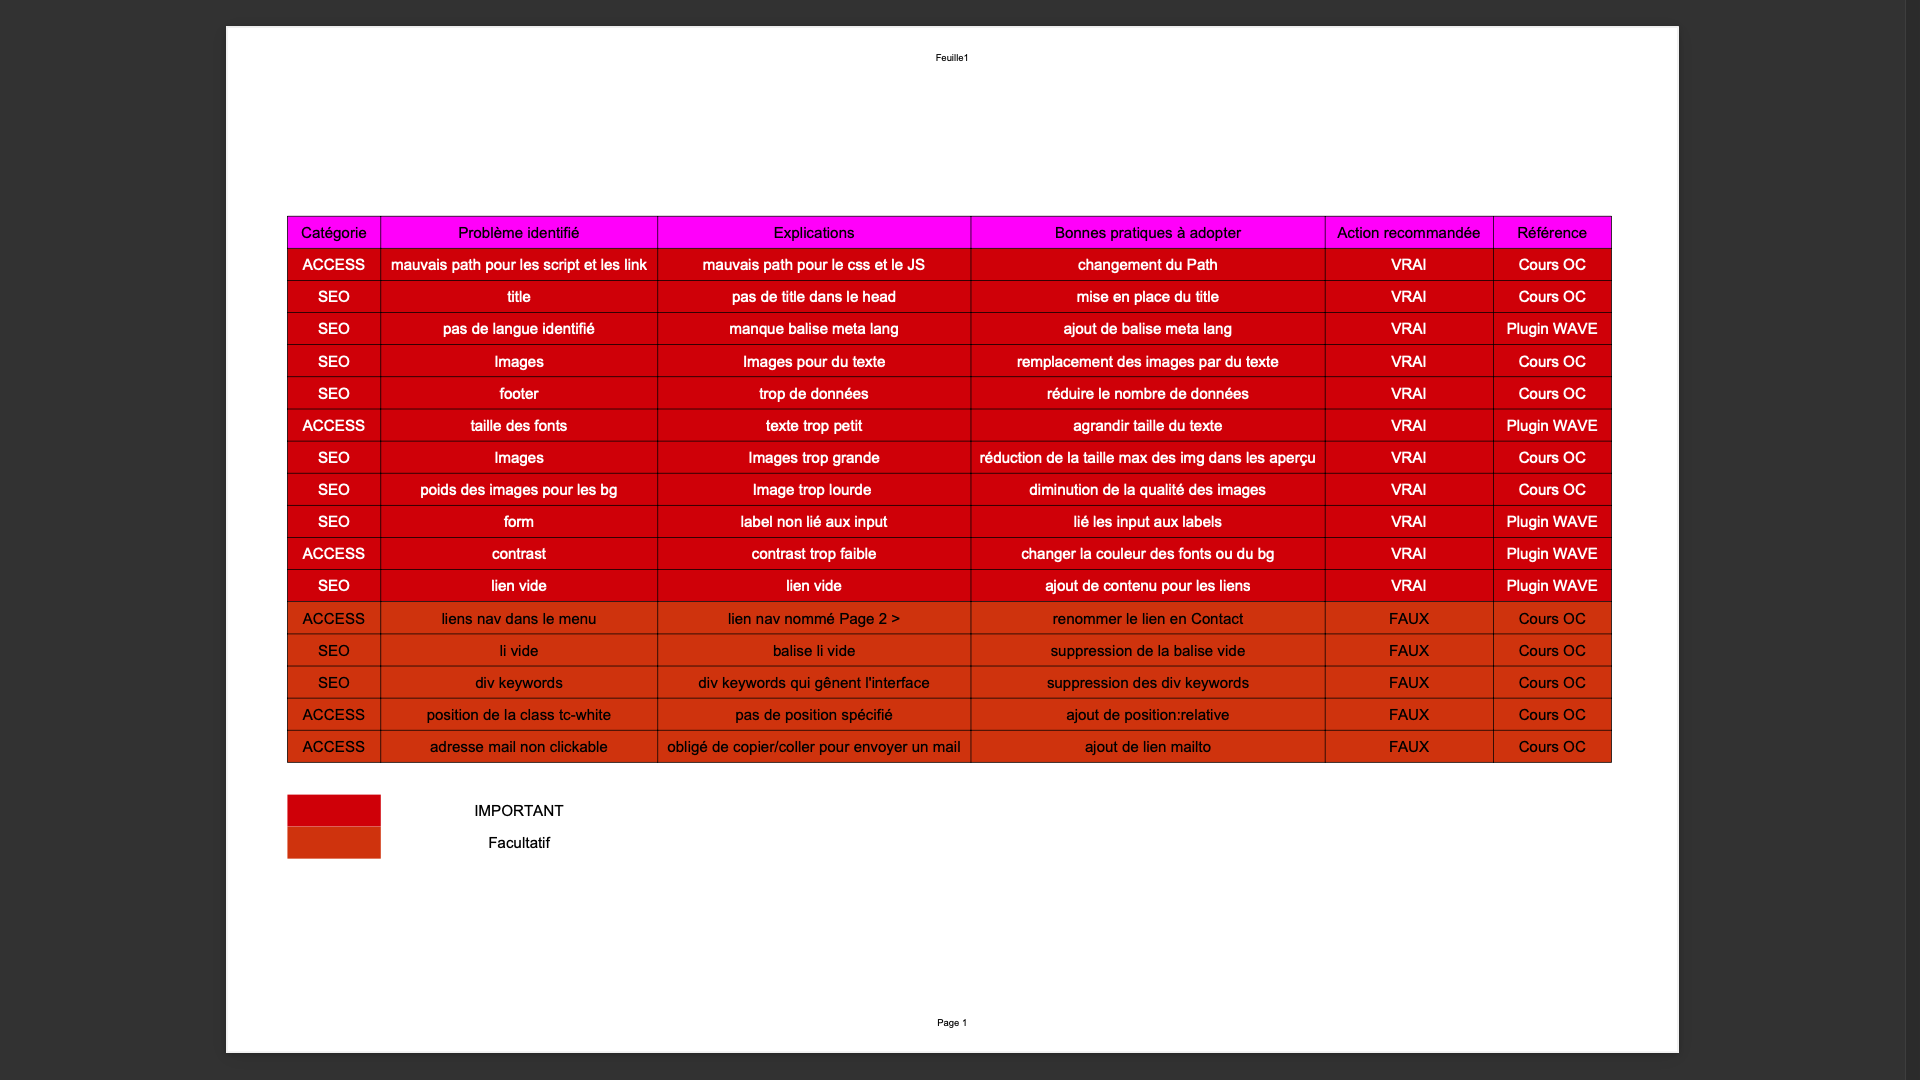 Feuille1
Catégorie Problème identifié Explications Bonnes pratiques à adopter Action recommandée Référence
ACCESS mauvais path pour les script et les link mauvais path pour le css et le JS changement du Path VRAI Cours OC
SEO title pas de title dans le head mise en place du title VRAI Cours OC
SEO pas de langue identifié manque balise meta lang ajout de balise meta lang VRAI Plugin WAVE
SEO Images Images pour du texte remplacement des images par du texte VRAI Cours OC
SEO footer trop de données réduire le nombre de données VRAI Cours OC
ACCESS taille des fonts texte trop petit agrandir taille du texte VRAI Plugin WAVE
SEO Images Images trop grande réduction de la taille max des img dans les aperçu VRAI Cours OC
SEO poids des images pour les bg Image trop lourde diminution de la qualité des images VRAI Cours OC
SEO form label non lié aux input lié les input aux labels VRAI Plugin WAVE
ACCESS contrast contrast trop faible changer la couleur des fonts ou du bg VRAI Plugin WAVE
SEO lien vide lien vide ajout de contenu pour les liens VRAI Plugin WAVE
ACCESS liens nav dans le menu lien nav nommé Page 2 > renommer le lien en Contact FAUX Cours OC
SEO li vide balise li vide suppression de la balise vide FAUX Cours OC
SEO div keywords div keywords qui gênent l'interface suppression des div keywords FAUX Cours OC
ACCESS position de la class tc-white pas de position spécifié ajout de position:relative FAUX Cours OC
ACCESS adresse mail non clickable obligé de copier/coller pour envoyer un mail ajout de lien mailto FAUX Cours OC
IMPORTANT
Facultatif
Page 1